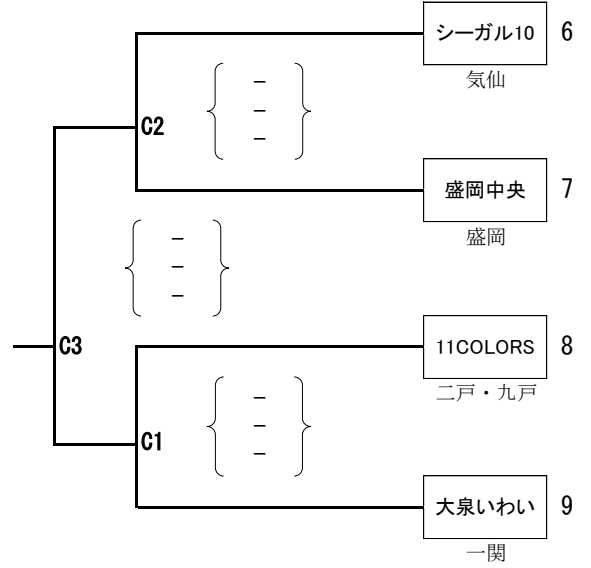 シーガル10 6
気仙
–
C2 –
–
盛岡中央 7
盛岡
–
–
–
C3
11COLORS 8
二戸・九戸
–
–
C1
–
大泉いわい 9
一関